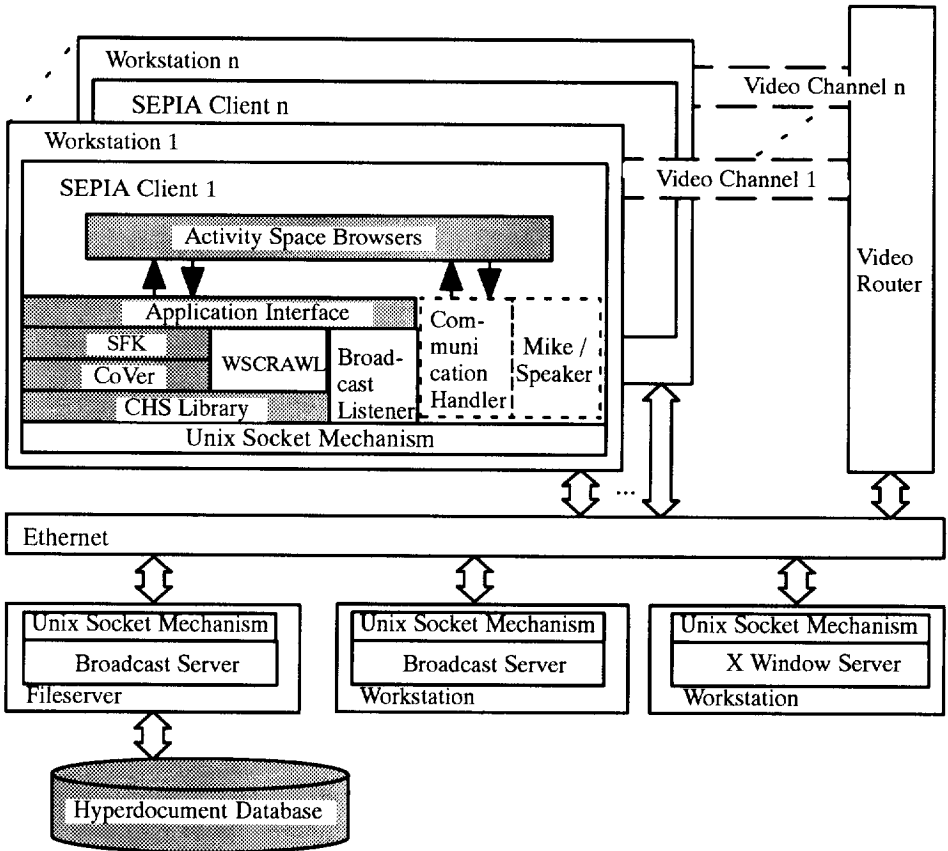 Workstation n
SEPIA Client n
Video Channel n
Workstation 1
SEPIA Client 1
Video Channel 1
Activity Space Browsers
Video
Router
Application Interface
SFK
CoVer
CHS Library
WSCRAWL
Broad-
cast
Listener
Com-
muni
cation
Handler
Mike /
Speaker
Unix Socket Mechanism
...
Ethernet
Unix Socket Mechanism
Broadcast Server
Fileserver
Unix Socket Mechanism
Broadcast Server
Workstation
Unix Socket Mechanism
X Window Server
Workstation
Hyperdocument Database